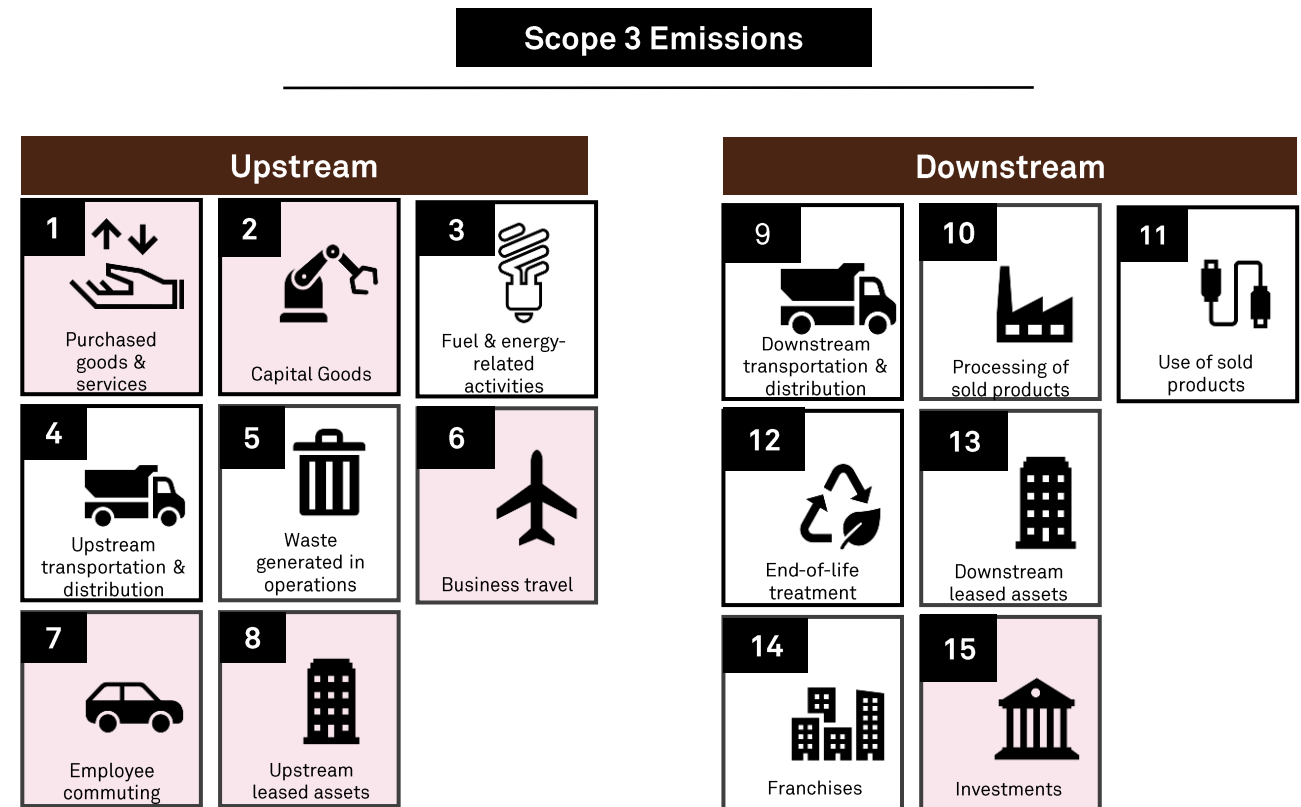 Scope 3 Emissions
Upstream
1
Purchased
goods &
services
2
Capital Goods
3
Fuel & energy-
related
activities
4
Upstream
transportation &
distribution
5
Waste
generated in
operations
6
Business travel
7
Employee
commuting
8
Upstream
leased assets
Downstream
9
Downstream
transportation &
distribution
10
Processing of
sold products
11
Use of sold
products
12
End-of-life
treatment
13
Downstream
leased assets
14
Franchises
15
Investments